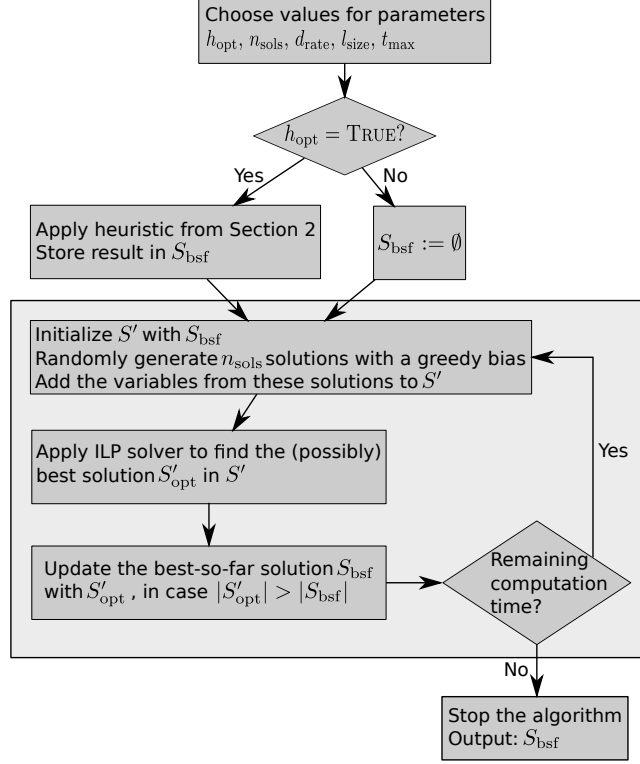 Choose values for parameters
h_opt, n_sols, d_rate, l_size, t_max
h_opt = TRUE?
Yes
No
Apply heuristic from Section 2
Store result in S_bsf
S_bsf := ∅
Initialize S′ with S_bsf
Randomly generate n_sols solutions with a greedy bias
Add the variables from these solutions to S′
Yes
Apply ILP solver to find the (possibly)
best solution S′_opt in S′
Update the best-so-far solution S_bsf
with S′_opt , in case |S′_opt| > |S_bsf|
Remaining
computation
time?
No
Stop the algorithm
Output: S_bsf